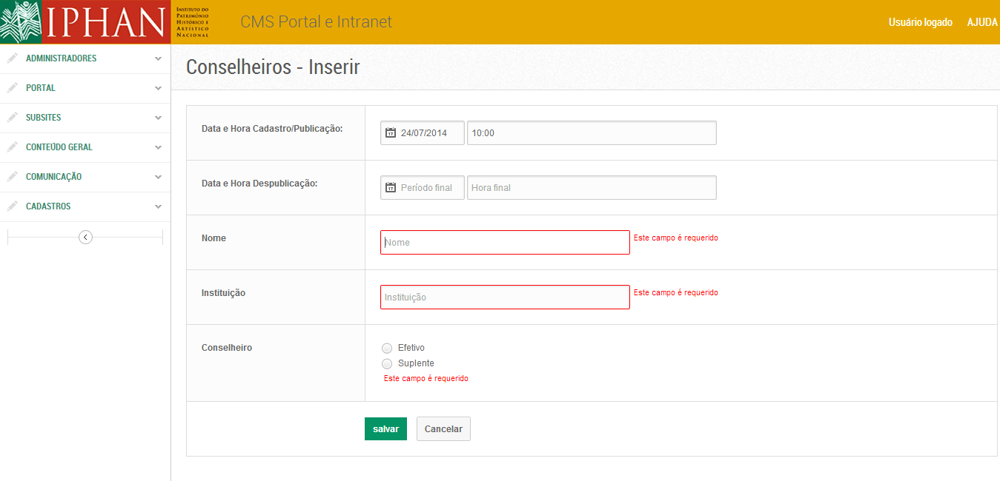 IPHAN
INSTITUTO DO
PATRIMÔNIO
HISTÓRICO E
ARTÍSTICO
NACIONAL
CMS Portal e Intranet
Usuário logado AJUDA
ADMINISTRADORES
PORTAL
SUBSITES
CONTEÚDO GERAL
COMUNICAÇÃO
CADASTROS
Conselheiros - Inserir
Data e Hora Cadastro/Publicação:
17 24/07/2014 10:00
Data e Hora Despublicação:
17 Período final Hora final
Nome
Nome Este campo é requerido
Instituição
Instituição Este campo é requerido
Conselheiro
Efetivo
Suplente
Este campo é requerido
salvar Cancelar